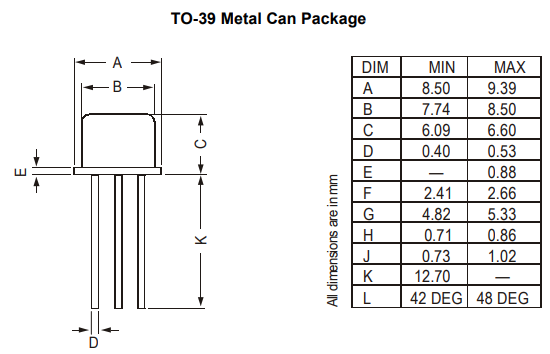 TO-39 Metal Can Package
A
B
C
E
K
D
All dimensions are in mm
DIM MIN MAX
A 8.50 9.39
B 7.74 8.50
C 6.09 6.60
D 0.40 0.53
E — 0.88
F 2.41 2.66
G 4.82 5.33
H 0.71 0.86
J 0.73 1.02
K 12.70 —
L 42 DEG 48 DEG